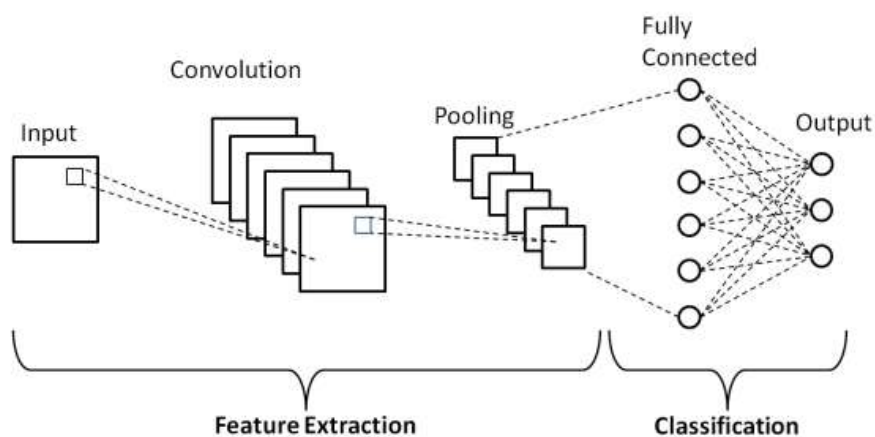 Input
Convolution
Pooling
Fully
Connected
Output
Feature Extraction
Classification